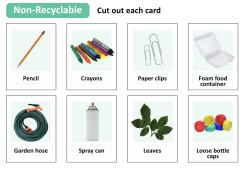 Non-Recyclable Cut out each card
Pencil
Crayons
Paper clips
Foam food
container
Garden hose
Spray can
Leaves
Loose bottle
caps